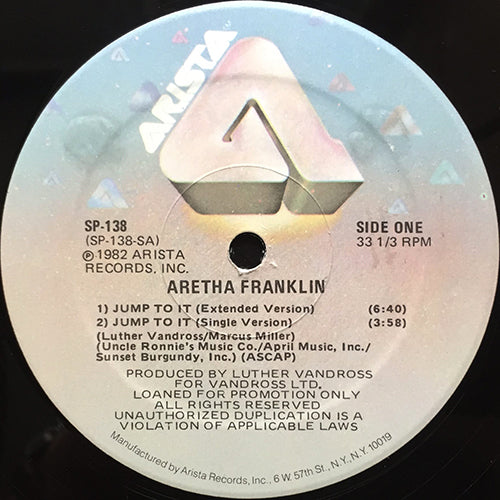 ARISTA
SP-138
(SP-138-SA)
℗ 1982 ARISTA
RECORDS, INC.
SIDE ONE
33 1/3 RPM
ARETHA FRANKLIN
1) JUMP TO IT (Extended Version) (6:40)
2) JUMP TO IT (Single Version) (3:58)
(Luther Vandross/Marcus Miller)
(Uncle Ronnie's Music Co./April Music, Inc./
Sunset Burgundy, Inc.) (ASCAP)
PRODUCED BY LUTHER VANDROSS
FOR VANDROSS LTD.
LOANED FOR PROMOTION ONLY
ALL RIGHTS RESERVED
UNAUTHORIZED DUPLICATION IS A
VIOLATION OF APPLICABLE LAWS
Manufactured by Arista Records, Inc., 6 W. 57th St., N.Y., N.Y. 10019